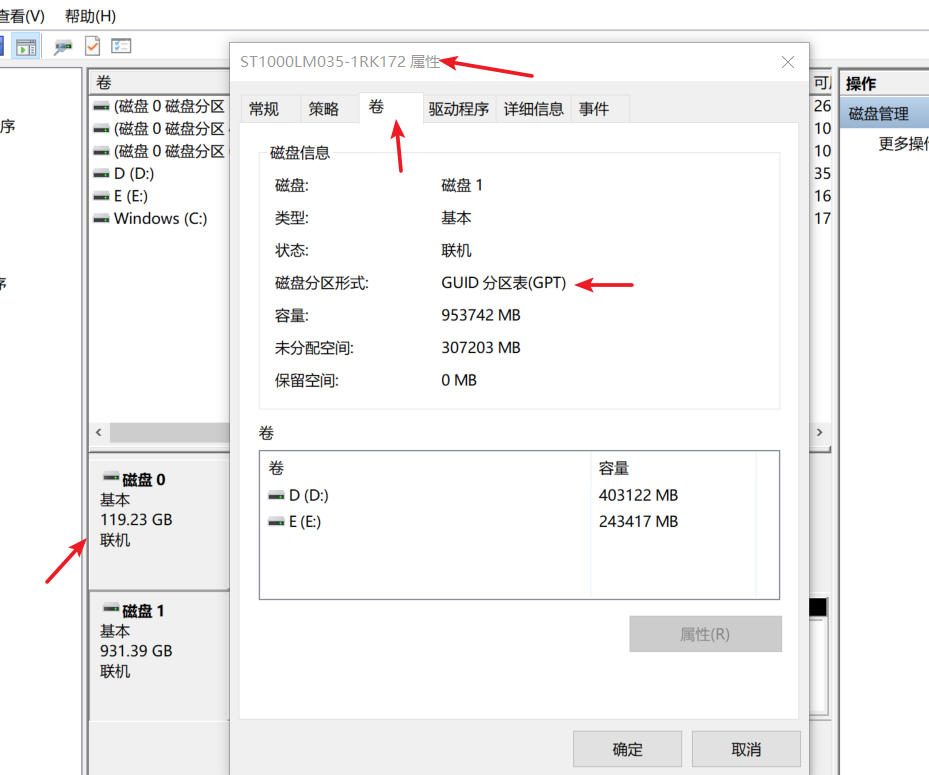 查看(V) 帮助(H)
ST1000LM035-1RK172 属性
常规 策略 卷 驱动程序 详细信息 事件
磁盘信息
磁盘: 磁盘 1
类型: 基本
状态: 联机
磁盘分区形式: GUID 分区表(GPT)
容量: 953742 MB
未分配空间: 307203 MB
保留空间: 0 MB
卷
卷 容量
D (D:) 403122 MB
E (E:) 243417 MB
属性(R)
确定 取消
卷
(磁盘 0 磁盘分区
(磁盘 0 磁盘分区
(磁盘 0 磁盘分区
D (D:)
E (E:)
Windows (C:)
26
10
10
35
16
17
序
磁盘 0
基本
119.23 GB
联机
磁盘 1
基本
931.39 GB
联机
操作
磁盘管理
更多操作